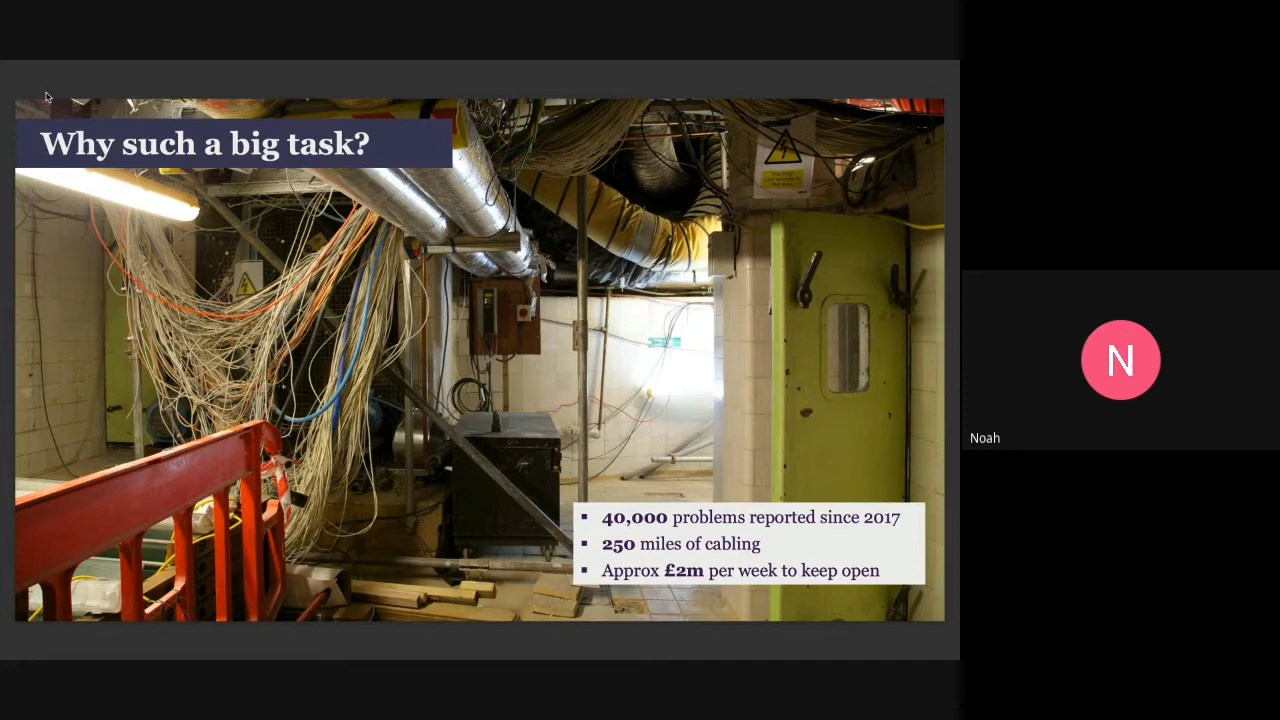 Why such a big task?
40,000 problems reported since 2017
250 miles of cabling
Approx £2m per week to keep open
N
Noah